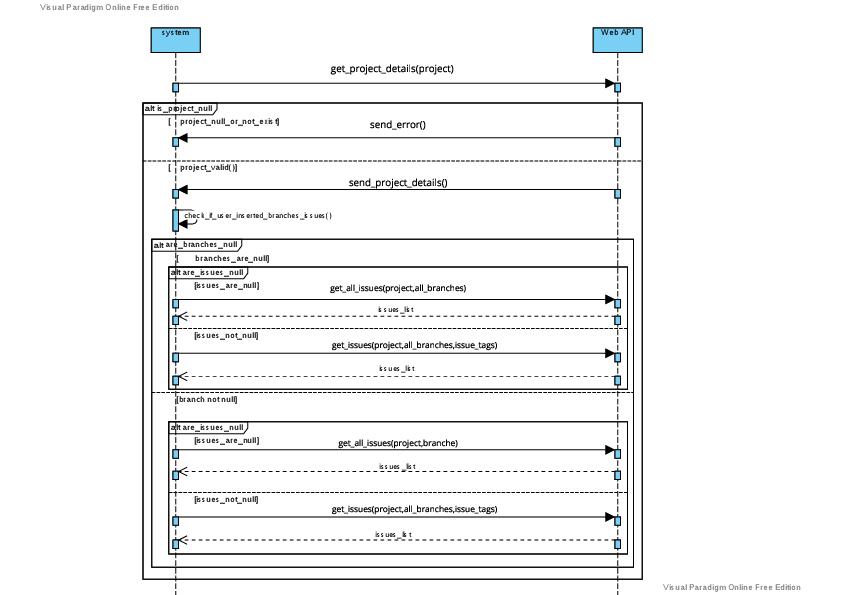 Visual Paradigm Online Free Edition
system
Web API
get_project_details(project)
alt is_project_null
[ project_null_or_not_exist]
send_error()
[ project_valid()]
send_project_details()
check_if_user_inserted_branches_issues()
alt are_branches_null
[ branches_are_null]
alt are_issues_null
[issues_are_null]
get_all_issues(project,all_branches)
issues_list
[issues_not_null]
get_issues(project,all_branches,issue_tags)
issues_list
[branch not null]
alt are_issues_null
[issues_are_null]
get_all_issues(project,branche)
issues_list
[issues_not_null]
get_issues(project,all_branches,issue_tags)
issues_list
Visual Paradigm Online Free Edition